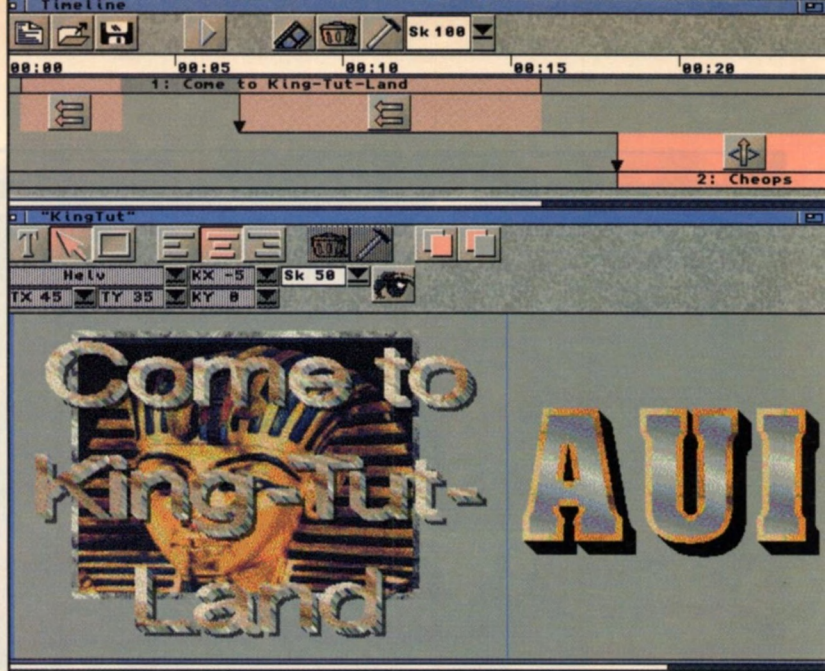 Timeline
Sk 100
00:00 00:05 00:10 00:15 00:20
1: Come to King-Tut-Land
2: Cheops
"KingTut"
T
Helv KX -5 Sk 50
TX 45 TY 35 KY 0
Come to
King-Tut-
Land
AUI